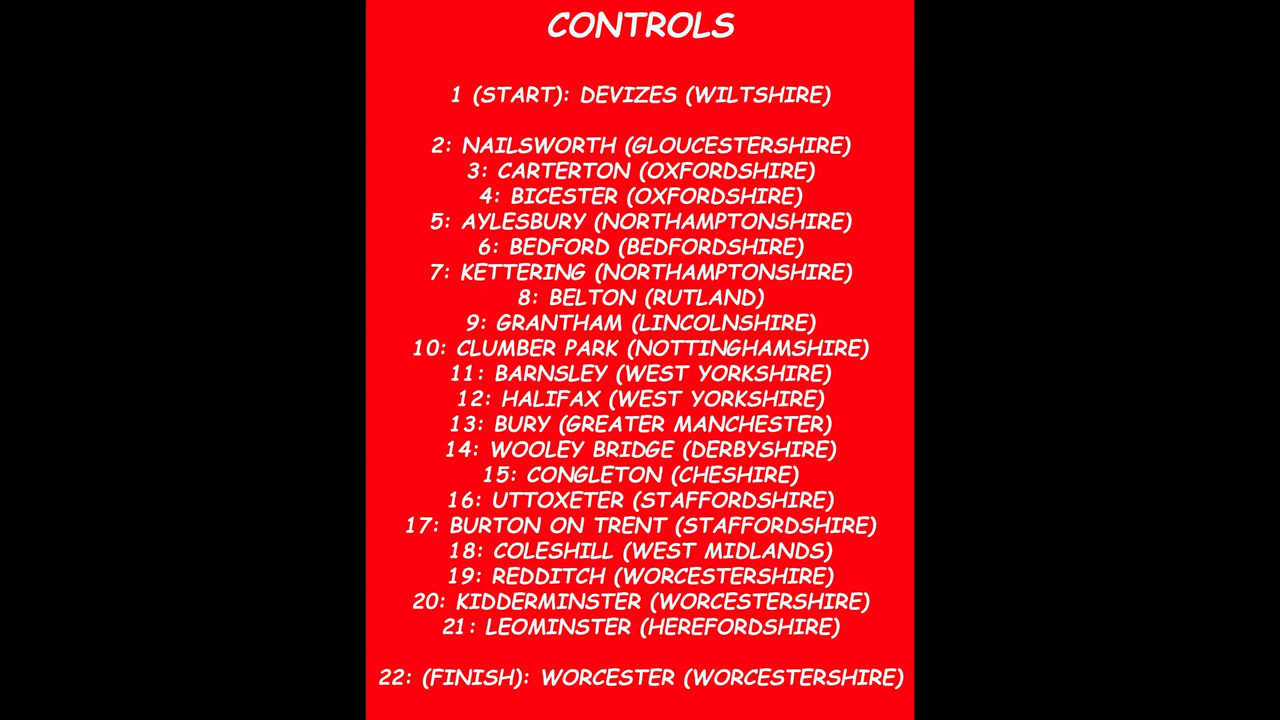 CONTROLS
1 (START): DEVIZES (WILTSHIRE)
2: NAILSWORTH (GLOUCESTERSHIRE)
3: CARTERTON (OXFORDSHIRE)
4: BICESTER (OXFORDSHIRE)
5: AYLESBURY (NORTHAMPTONSHIRE)
6: BEDFORD (BEDFORDSHIRE)
7: KETTERING (NORTHAMPTONSHIRE)
8: BELTON (RUTLAND)
9: GRANTHAM (LINCOLNSHIRE)
10: CLUMBER PARK (NOTTINGHAMSHIRE)
11: BARNSLEY (WEST YORKSHIRE)
12: HALIFAX (WEST YORKSHIRE)
13: BURY (GREATER MANCHESTER)
14: WOOLEY BRIDGE (DERBYSHIRE)
15: CONGLETON (CHESHIRE)
16: UTTOXETER (STAFFORDSHIRE)
17: BURTON ON TRENT (STAFFORDSHIRE)
18: COLESHILL (WEST MIDLANDS)
19: REDDITCH (WORCESTERSHIRE)
20: KIDDERMINSTER (WORCESTERSHIRE)
21: LEOMINSTER (HEREFORDSHIRE)
22: (FINISH): WORCESTER (WORCESTERSHIRE)